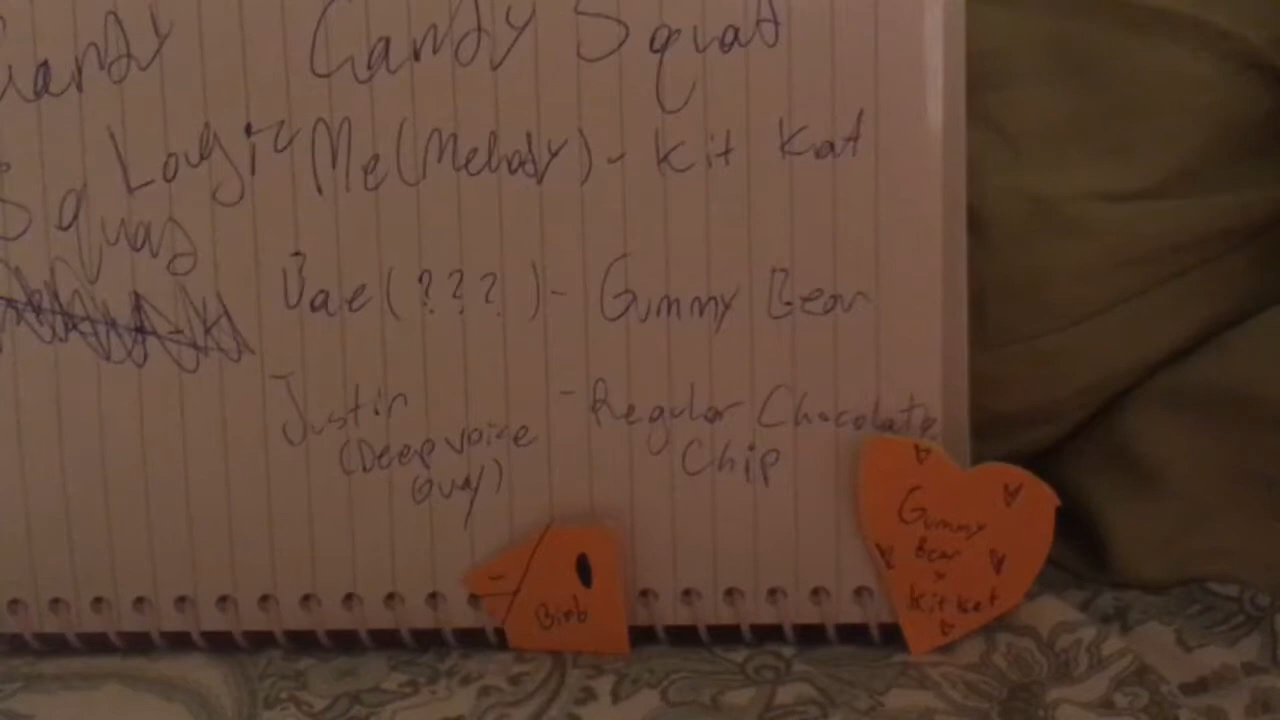 Candy Candy Squad
Logic Me (Melody) - Kit Kat
Squad
Bae (???) - Gummy Bear
Justin - Regular Chocolate
(Deep voice Chip
Guy)
Gummy
Bear
Kit Kat
Birb